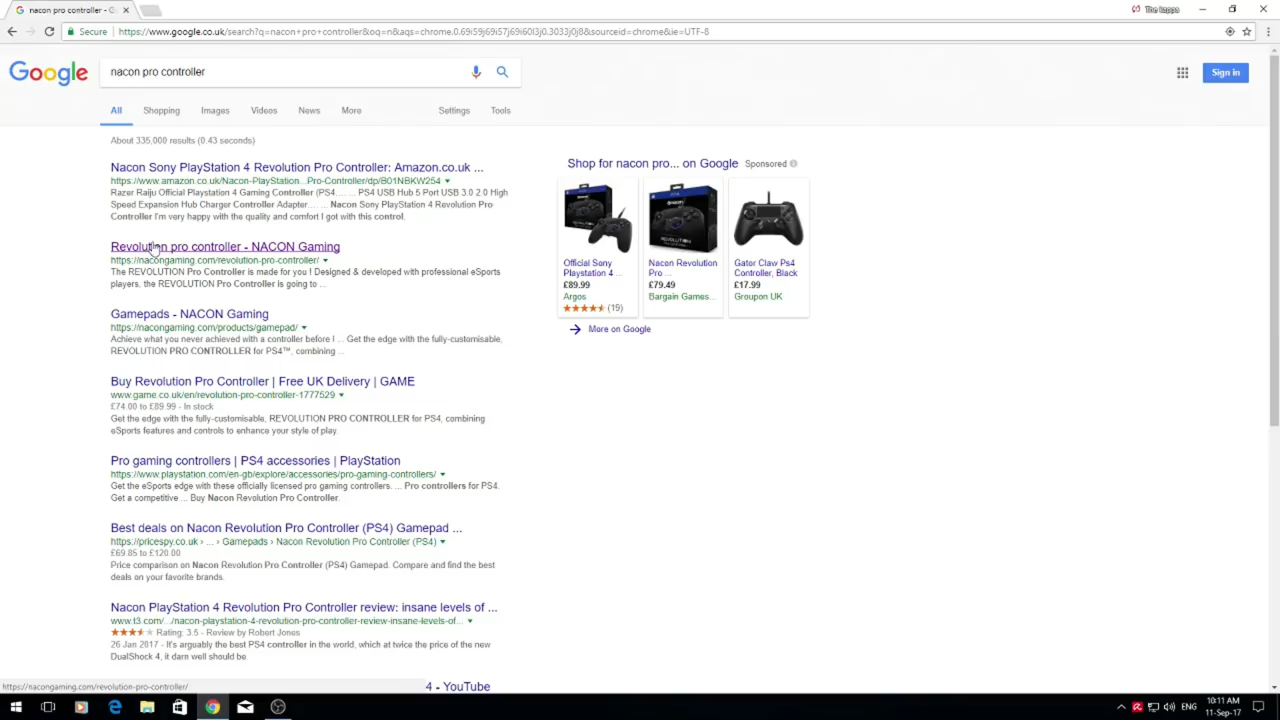 nacon pro controller - G
The kapps
Secure
https://www.google.co.uk/search?q=nacon+pro+controller&oq=n&aqs=chrome.0.69i59j69i57j69i60l3j0.3033j0j8&sourceid=chrome&ie=UTF-8
Google
nacon pro controller
Sign in
All Shopping Images Videos News More Settings Tools
About 335,000 results (0.43 seconds)
Nacon Sony PlayStation 4 Revolution Pro Controller: Amazon.co.uk ...
https://www.amazon.co.uk/Nacon-PlayStation...Pro-Controller/dp/B01NBKW254
Razer Raiju Official Playstation 4 Gaming Controller (PS4...... ... PS4 USB Hub 5 Port USB 3.0 2.0 High
Speed Expansion Hub Charger Controller Adapter...... ... Nacon Sony PlayStation 4 Revolution Pro
Controller I'm very happy with the quality and comfort I got with this control.
Revolution pro controller - NACON Gaming
https://nacongaming.com/revolution-pro-controller/
The REVOLUTION Pro Controller is made for you ! Designed & developed with professional eSports
players, the REVOLUTION Pro Controller is going to ...
Gamepads - NACON Gaming
https://nacongaming.com/products/gamepad/
Achieve what you never achieved with a controller before ! ... Get the edge with the fully-customisable,
REVOLUTION PRO CONTROLLER for PS4™, combining ...
Buy Revolution Pro Controller | Free UK Delivery | GAME
www.game.co.uk/en/revolution-pro-controller-1777529
£74.00 to £89.99 - In stock
Get the edge with the fully-customisable, REVOLUTION PRO CONTROLLER for PS4, combining
eSports features and controls to enhance your style of play.
Pro gaming controllers | PS4 accessories | PlayStation
https://www.playstation.com/en-gb/explore/accessories/pro-gaming-controllers/
Get the eSports edge with these officially licensed pro gaming controllers. ... Pro controllers for PS4.
Get a competitive ... Buy Nacon Revolution Pro Controller.
Best deals on Nacon Revolution Pro Controller (PS4) Gamepad ...
https://pricespy.co.uk › ... › Gamepads › Nacon Revolution Pro Controller (PS4)
£69.85 to £120.00
Price comparison on Nacon Revolution Pro Controller (PS4) Gamepad. Compare and find the best
deals on your favorite brands.
Nacon PlayStation 4 Revolution Pro Controller review: insane levels of ...
www.t3.com/.../nacon-playstation-4-revolution-pro-controller-review-insane-levels-of...
Rating: 3.5 - Review by Robert Jones
26 Jan 2017 - It's arguably the best PS4 controller in the world, which at twice the price of the new
DualShock 4, it darn well should be.
4 - YouTube
Shop for nacon pro... on Google Sponsored
Official Sony
Playstation 4 ...
£89.99
Argos
(19)
Nacon Revolution
Pro ...
£79.49
Bargain Games...
Gator Claw Ps4
Controller, Black
£17.99
Groupon UK
More on Google
https://nacongaming.com/revolution-pro-controller/
ENG
10:11 AM
11-Sep-17